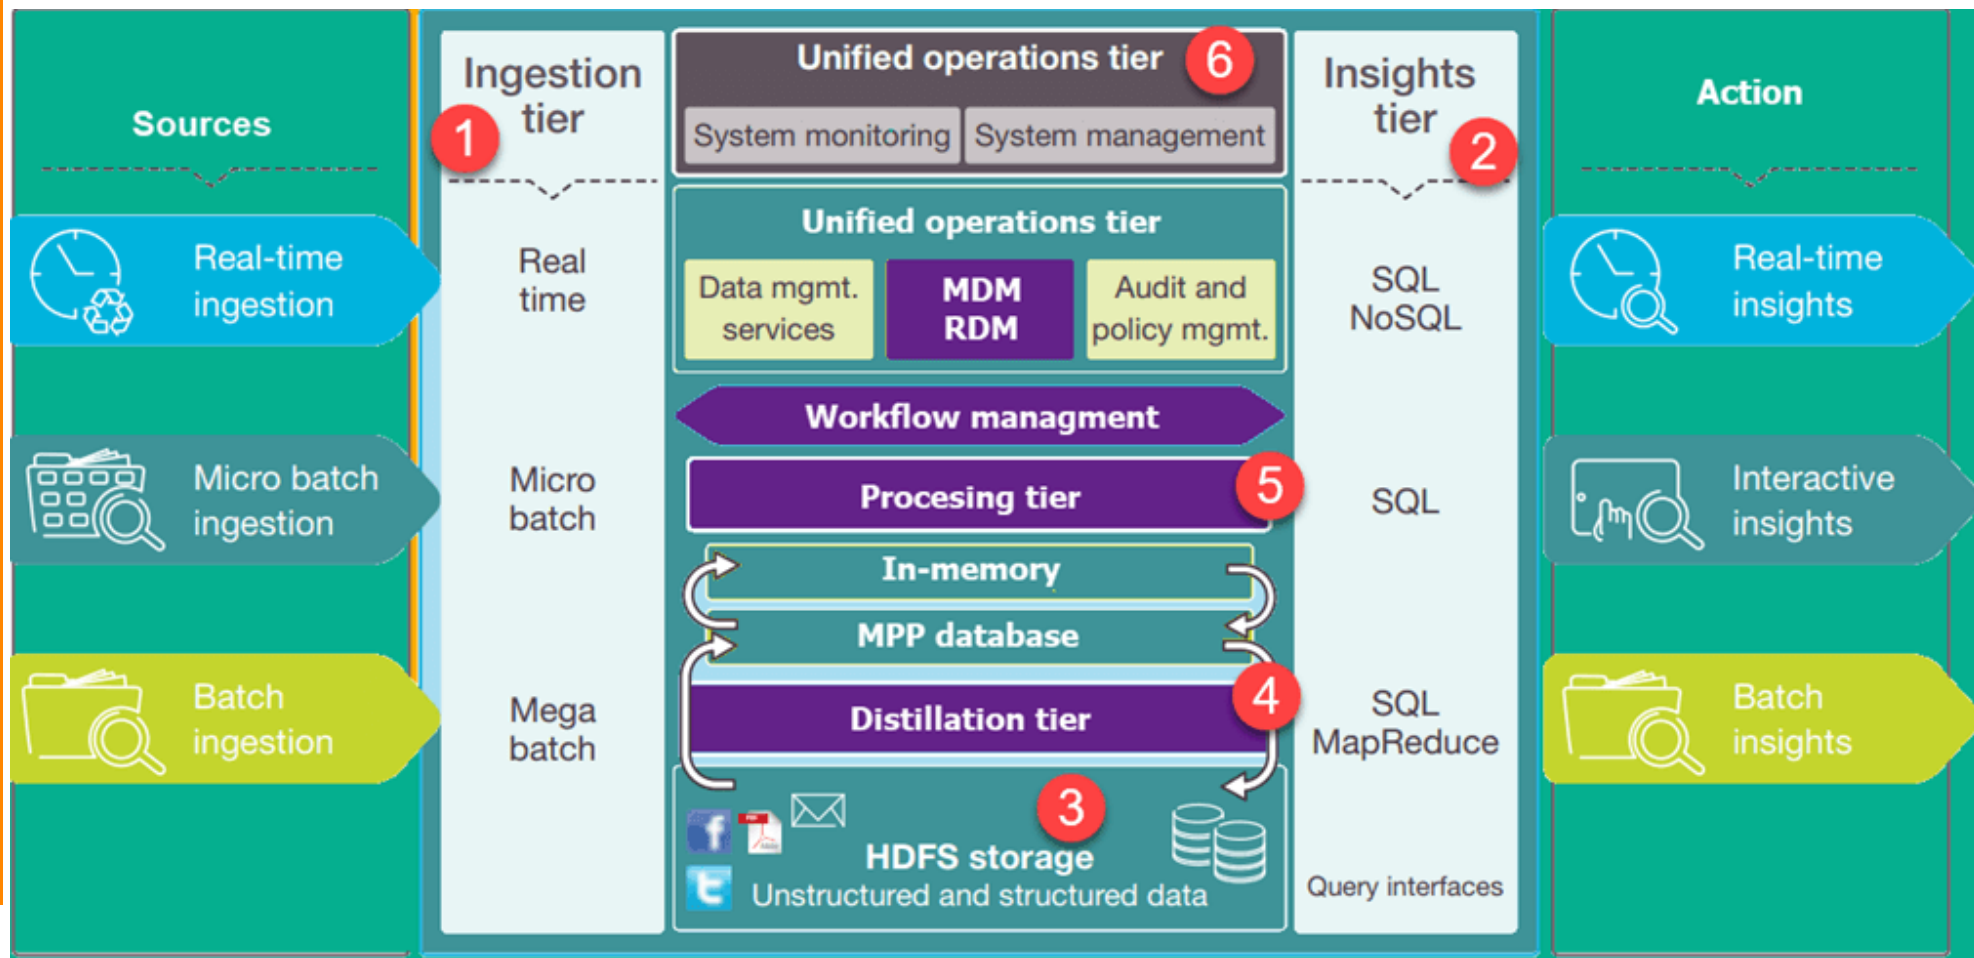 Sources
Real-time
ingestion
Micro batch
ingestion
Batch
ingestion
Ingestion
tier
1
Real
time
Micro
batch
Mega
batch
Unified operations tier
6
System monitoring
System management
Unified operations tier
Data mgmt.
services
MDM
RDM
Audit and
policy mgmt.
Workflow managment
Procesing tier
5
In-memory
MPP database
Distillation tier
4
3
PDF
HDFS storage
Unstructured and structured data
Insights
tier
2
SQL
NoSQL
SQL
SQL
MapReduce
Query interfaces
Action
Real-time
insights
Interactive
insights
Batch
insights